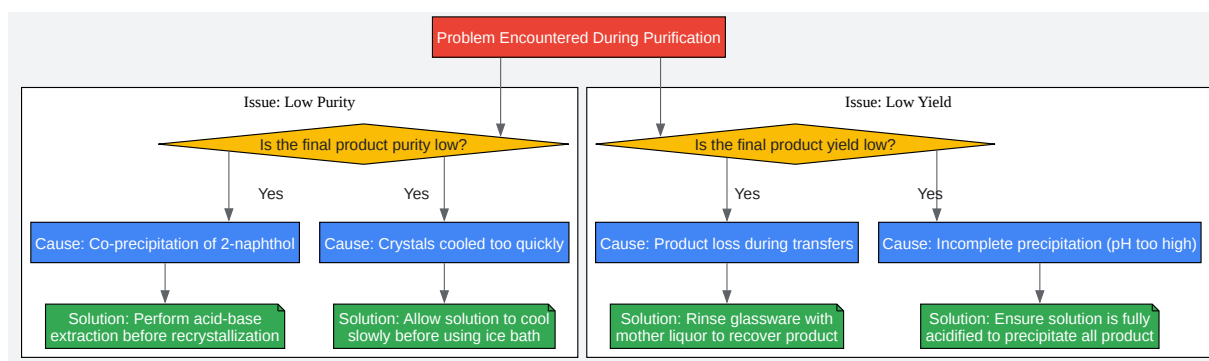 Problem Encountered During Purification
Issue: Low Purity
Is the final product purity low?
Yes
Yes
Cause: Co-precipitation of 2-naphthol
Cause: Crystals cooled too quickly
Solution: Perform acid-base
extraction before recrystallization
Solution: Allow solution to cool
slowly before using ice bath
Issue: Low Yield
Is the final product yield low?
Yes
Yes
Cause: Product loss during transfers
Cause: Incomplete precipitation (pH too high)
Solution: Rinse glassware with
mother liquor to recover product
Solution: Ensure solution is fully
acidified to precipitate all product